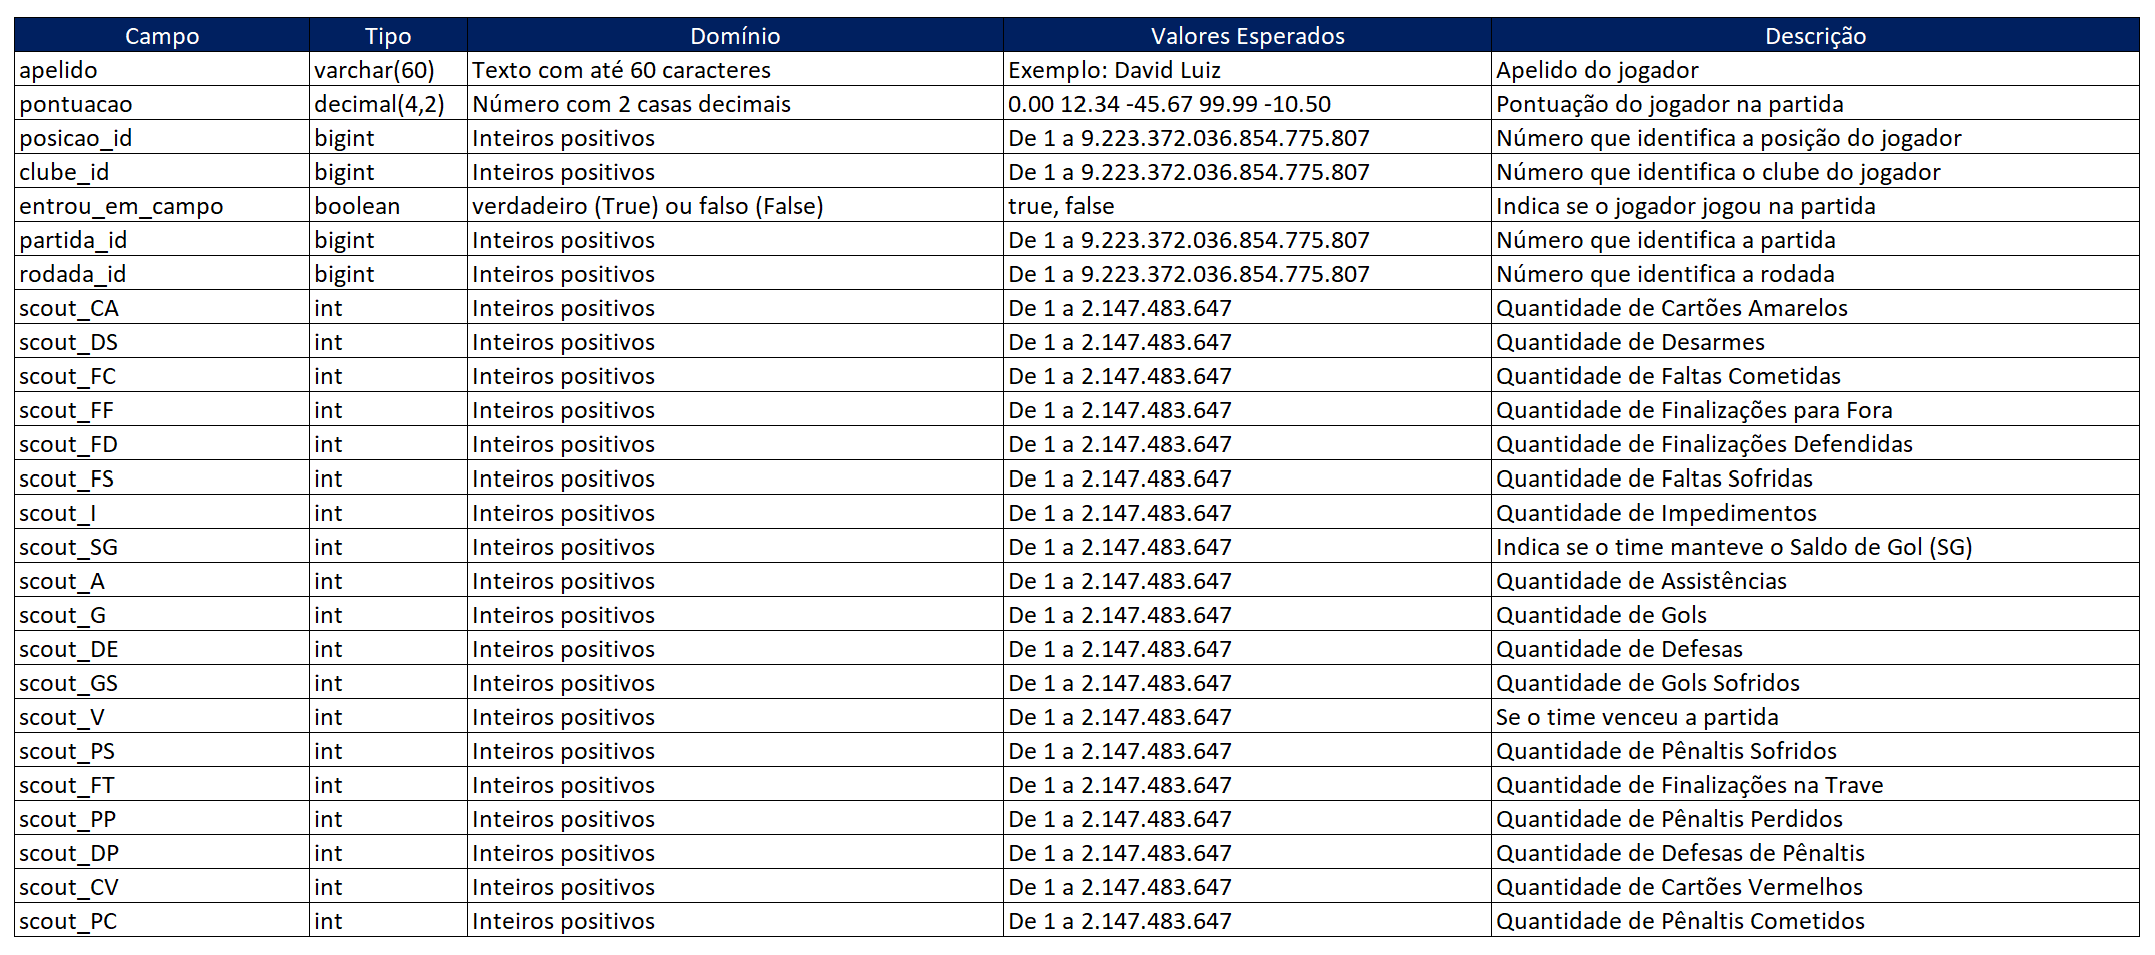 Campo Tipo Domínio Valores Esperados Descrição
apelido varchar(60) Texto com até 60 caracteres Exemplo: David Luiz Apelido do jogador
pontuacao decimal(4,2) Número com 2 casas decimais 0.00 12.34 -45.67 99.99 -10.50 Pontuação do jogador na partida
posicao_id bigint Inteiros positivos De 1 a 9.223.372.036.854.775.807 Número que identifica a posição do jogador
clube_id bigint Inteiros positivos De 1 a 9.223.372.036.854.775.807 Número que identifica o clube do jogador
entrou_em_campo boolean verdadeiro (True) ou falso (False) true, false Indica se o jogador jogou na partida
partida_id bigint Inteiros positivos De 1 a 9.223.372.036.854.775.807 Número que identifica a partida
rodada_id bigint Inteiros positivos De 1 a 9.223.372.036.854.775.807 Número que identifica a rodada
scout_CA int Inteiros positivos De 1 a 2.147.483.647 Quantidade de Cartões Amarelos
scout_DS int Inteiros positivos De 1 a 2.147.483.647 Quantidade de Desarmes
scout_FC int Inteiros positivos De 1 a 2.147.483.647 Quantidade de Faltas Cometidas
scout_FF int Inteiros positivos De 1 a 2.147.483.647 Quantidade de Finalizações para Fora
scout_FD int Inteiros positivos De 1 a 2.147.483.647 Quantidade de Finalizações Defendidas
scout_FS int Inteiros positivos De 1 a 2.147.483.647 Quantidade de Faltas Sofridas
scout_I int Inteiros positivos De 1 a 2.147.483.647 Quantidade de Impedimentos
scout_SG int Inteiros positivos De 1 a 2.147.483.647 Indica se o time manteve o Saldo de Gol (SG)
scout_A int Inteiros positivos De 1 a 2.147.483.647 Quantidade de Assistências
scout_G int Inteiros positivos De 1 a 2.147.483.647 Quantidade de Gols
scout_DE int Inteiros positivos De 1 a 2.147.483.647 Quantidade de Defesas
scout_GS int Inteiros positivos De 1 a 2.147.483.647 Quantidade de Gols Sofridos
scout_V int Inteiros positivos De 1 a 2.147.483.647 Se o time venceu a partida
scout_PS int Inteiros positivos De 1 a 2.147.483.647 Quantidade de Pênaltis Sofridos
scout_FT int Inteiros positivos De 1 a 2.147.483.647 Quantidade de Finalizações na Trave
scout_PP int Inteiros positivos De 1 a 2.147.483.647 Quantidade de Pênaltis Perdidos
scout_DP int Inteiros positivos De 1 a 2.147.483.647 Quantidade de Defesas de Pênaltis
scout_CV int Inteiros positivos De 1 a 2.147.483.647 Quantidade de Cartões Vermelhos
scout_PC int Inteiros positivos De 1 a 2.147.483.647 Quantidade de Pênaltis Cometidos